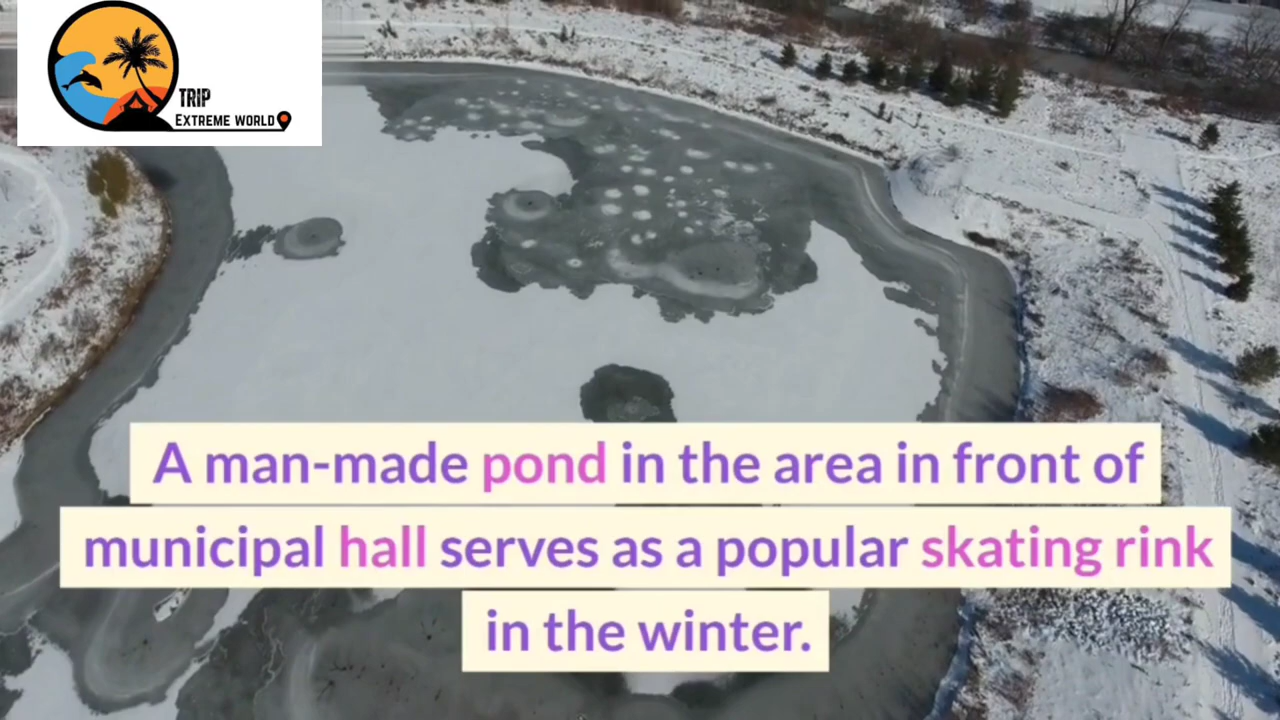 TRIP
EXTREME WORLD
A man-made pond in the area in front of
municipal hall serves as a popular skating rink
in the winter.